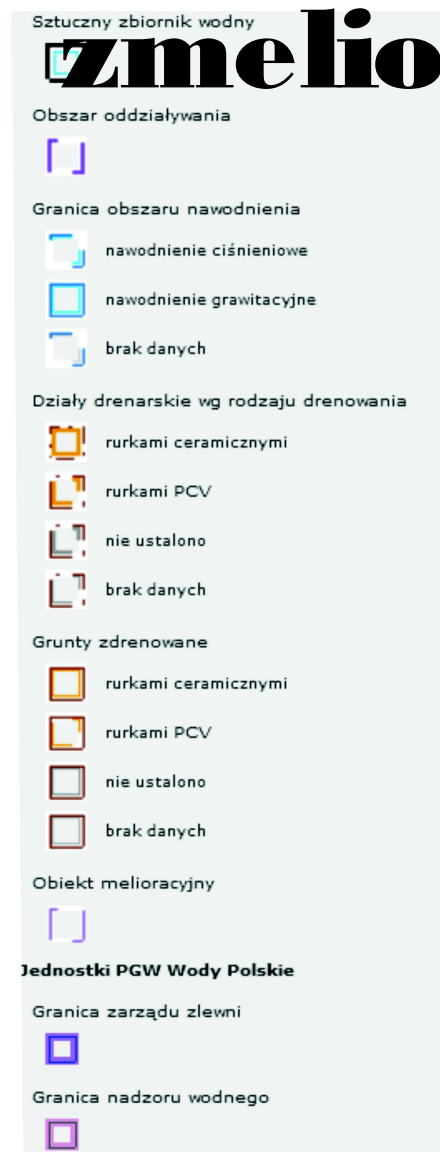 Sztuczny zbiornik wodny
zmelio
Obszar oddziaływania
Granica obszaru nawodnienia
nawodnienie ciśnieniowe
nawodnienie grawitacyjne
brak danych
Działy drenarskie wg rodzaju drenowania
rurkami ceramicznymi
rurkami PCV
nie ustalono
brak danych
Grunty zdrenowane
rurkami ceramicznymi
rurkami PCV
nie ustalono
brak danych
Obiekt melioracyjny
Jednostki PGW Wody Polskie
Granica zarządu zlewni
Granica nadzoru wodnego